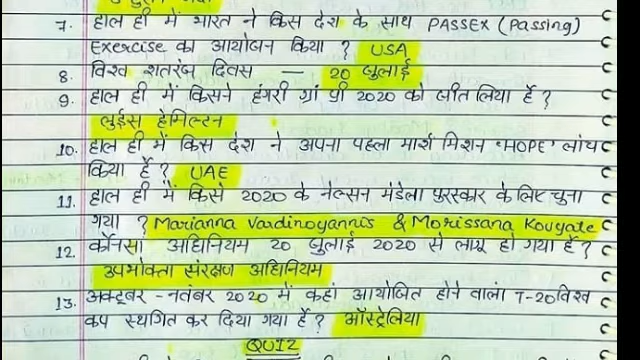 7. हाल ही में भारत ने किस देश के साथ PASSEX (Passing
Exercise का आयोजन किया ? USA
8. विश्व शतरंज दिवस — 20 जुलाई
9. हाल ही में किसने हंगरी ग्रां प्री 2020 को जीत लिया है ?
लुईस हेमिल्टन
10. हाल ही में किस देश ने अपना पहला मार्श मिशन 'HOPE' लांच
किया है ? UAE
11. हाल ही में किसे 2020 के नेल्सन मंडेला पुरस्कार के लिए चुना
गया ? Marianna Vardinoyannis & Morissana Kouyate
12. कौनसा अधिनियम 20 जुलाई 2020 से लागू हो गया है ?
उपभोक्ता संरक्षण अधिनियम
13. अक्टूबर - नवंबर 2020 में कहां आयोजित होने वाला T-20 विश्व
कप स्थगित कर दिया गया है ? ऑस्ट्रेलिया
QUIZ